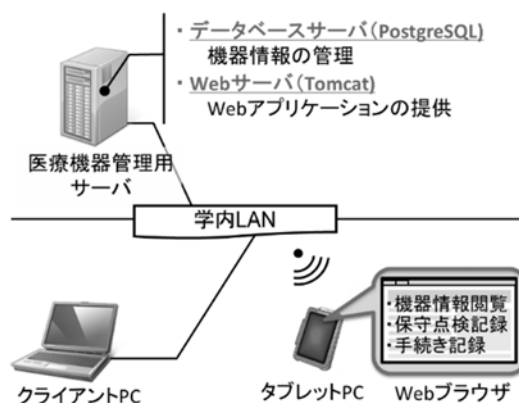 ・データベースサーバ(PostgreSQL)
機器情報の管理
・Webサーバ(Tomcat)
Webアプリケーションの提供
医療機器管理用
サーバ
学内LAN
・機器情報閲覧
・保守点検記録
・手続き記録
クライアントPC
タブレットPC
Webブラウザ